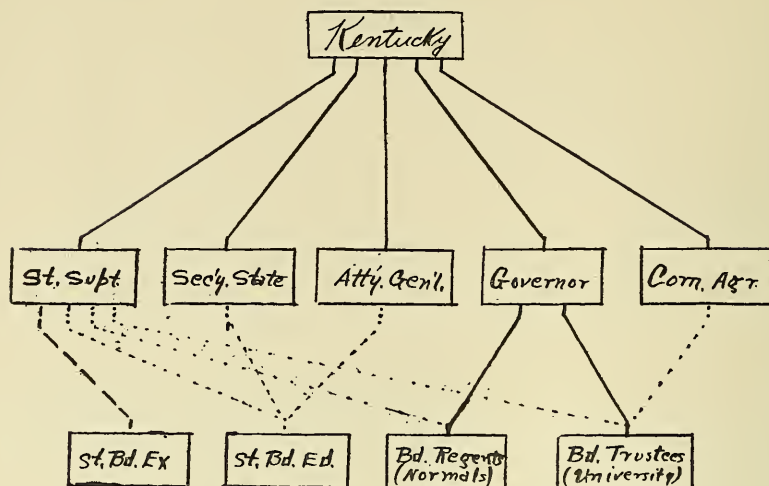 Kentucky
St. Supt.
Sec'y. State
Att'y. Gen'l.
Governor
Com. Agr.
St. Bd. Ex
St. Bd. Ed.
Bd. Regents
(Normals)
Bd. Trustees
(University)